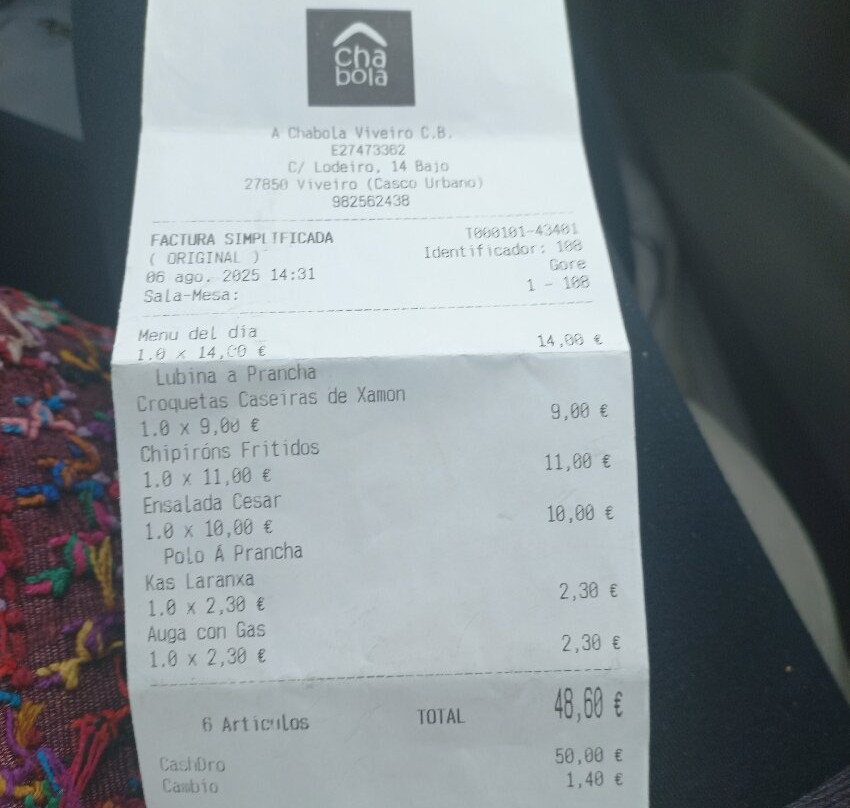 cha
bola
A Chabola Viveiro C.B.
E27473362
C/ Lodeiro, 14 Bajo
27850 Viveiro (Casco Urbano)
982562438
FACTURA SIMPLIFICADA T000101-43401
( ORIGINAL ) Identificador: 108
06 ago. 2025 14:31 Gore
Sala-Mesa: 1 - 108
Menu del dia
1.0 x 14,00 € 14,00 €
Lubina a Prancha
Croquetas Caseiras de Xamon
1.0 x 9,00 € 9,00 €
Chipiróns Fritidos
1.0 x 11,00 € 11,00 €
Ensalada Cesar
1.0 x 10,00 € 10,00 €
Polo Á Prancha
Kas Laranxa
1.0 x 2,30 € 2,30 €
Auga con Gas
1.0 x 2,30 € 2,30 €
6 Articulos TOTAL 48,60 €
CashDro 50,00 €
Cambio 1,40 €